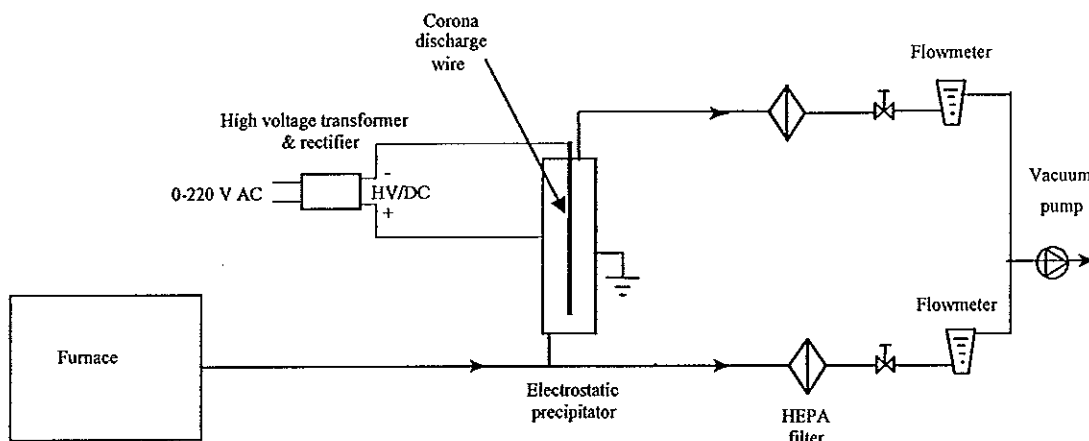 Corona
discharge
wire
Flowmeter
High voltage transformer
& rectifier
-
0-220 V AC
HV/DC
+
Vacuum
pump
Flowmeter
Furnace
Electrostatic
precipitator
HEPA
filter